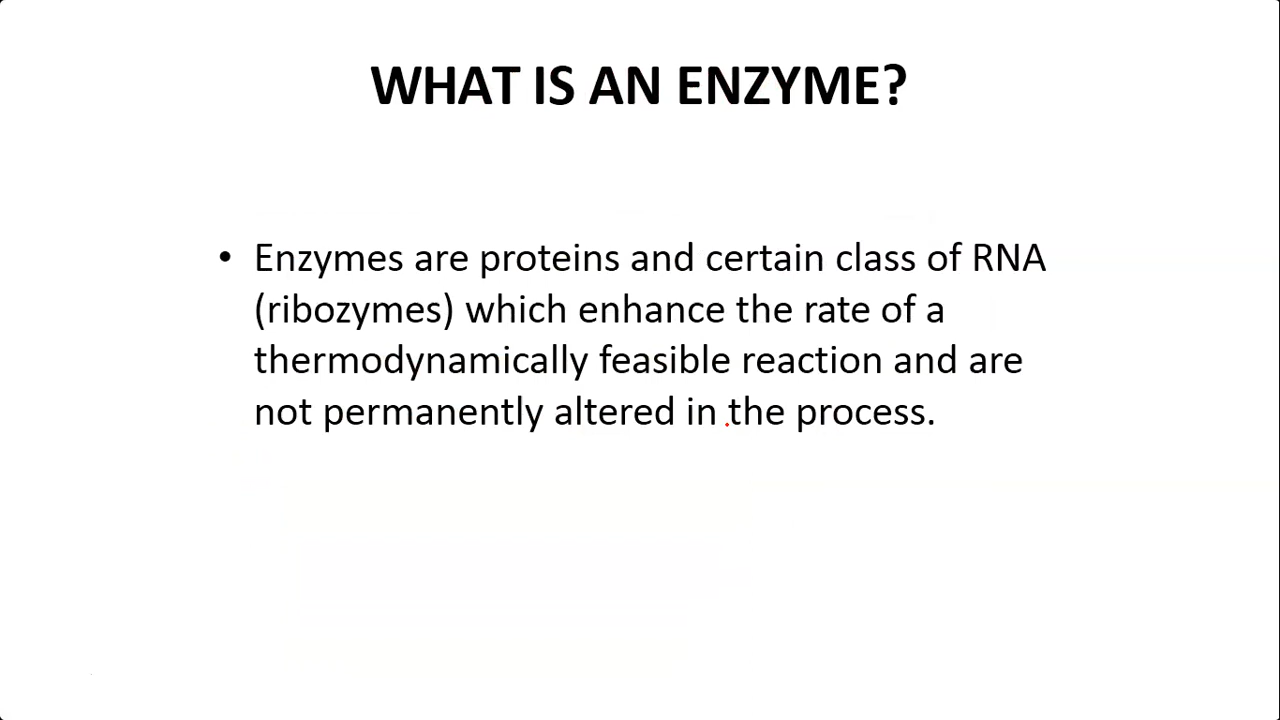 WHAT IS AN ENZYME?
• Enzymes are proteins and certain class of RNA
(ribozymes) which enhance the rate of a
thermodynamically feasible reaction and are
not permanently altered in the process.